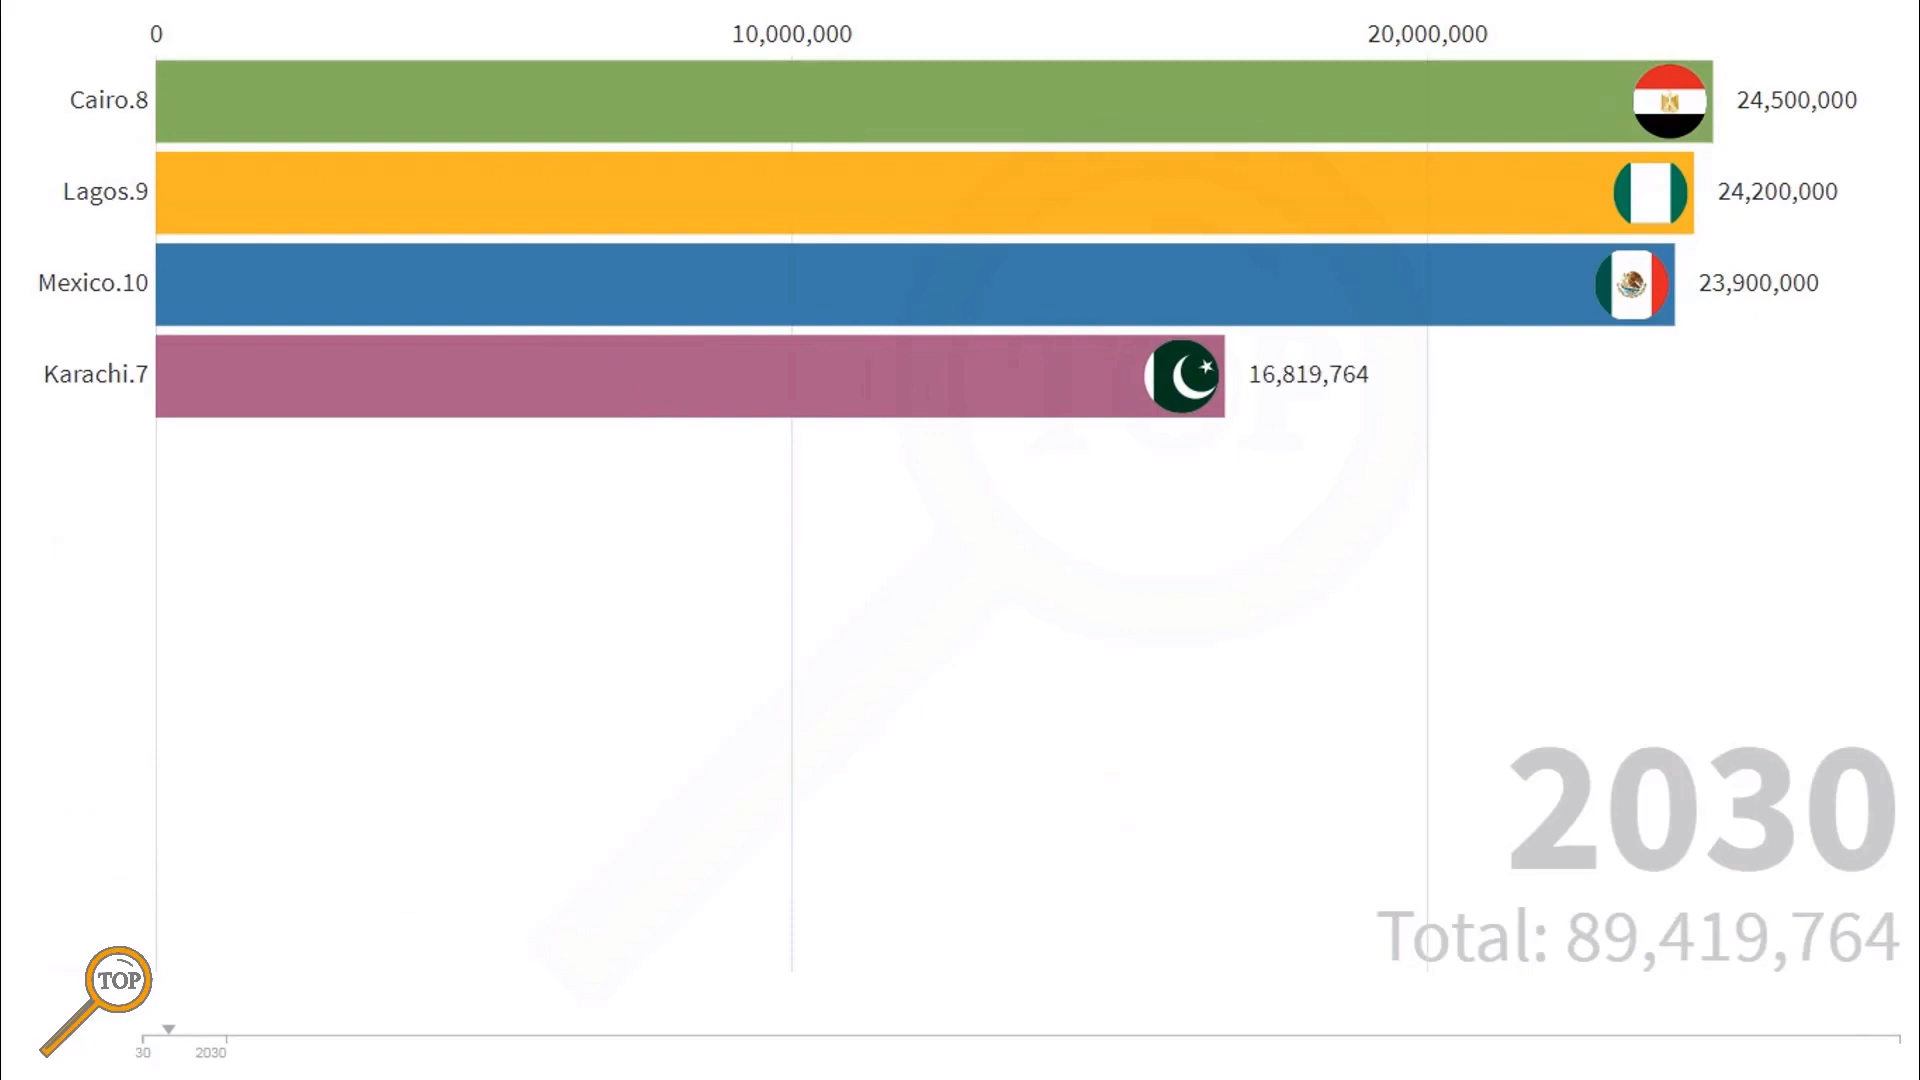 0 10,000,000 20,000,000
Cairo.8 24,500,000
Lagos.9 24,200,000
Mexico.10 23,900,000
Karachi.7 16,819,764
TOP
2030
Total: 89,419,764
TOP
30 2030